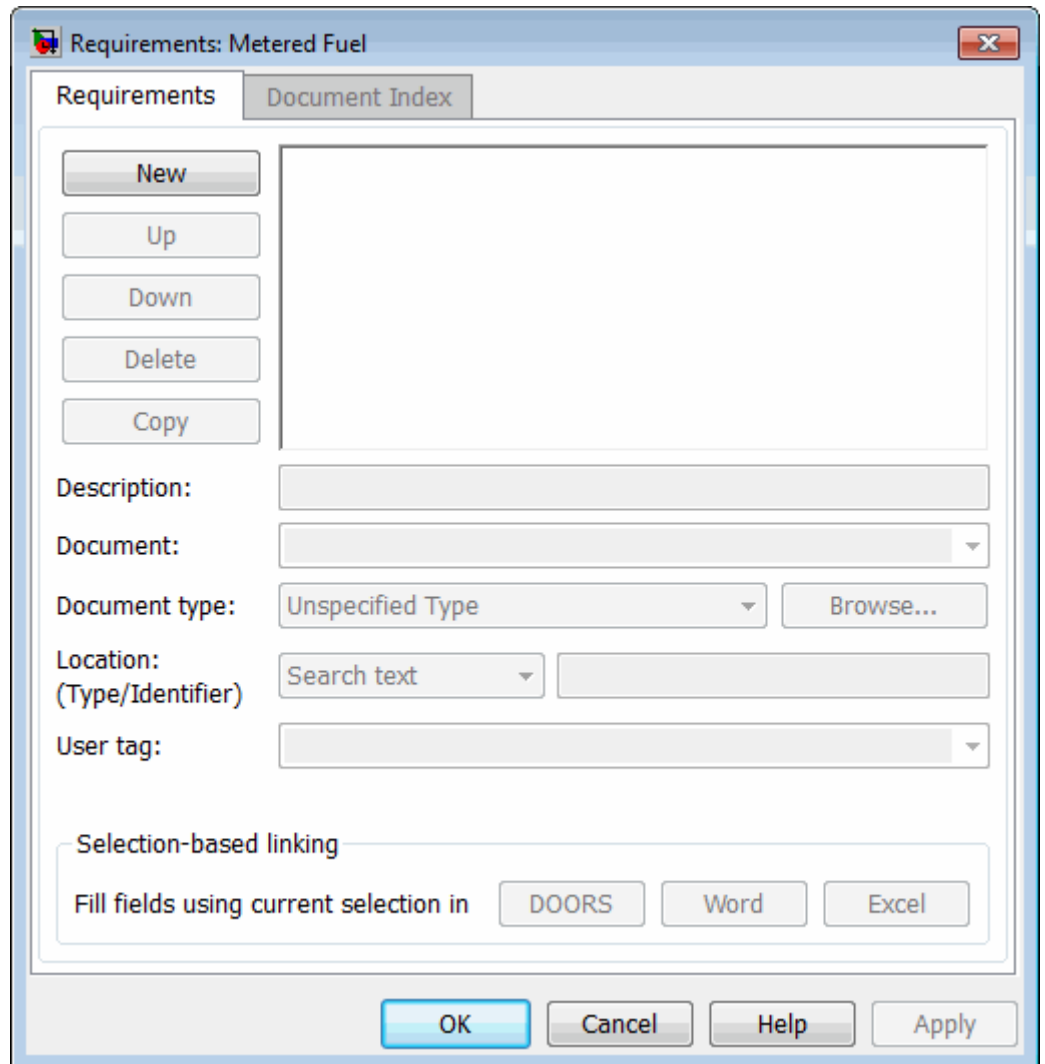 Requirements: Metered Fuel
Requirements
Document Index
New
Up
Down
Delete
Copy
Description:
Document:
Document type:
Unspecified Type
Browse...
Location:
(Type/Identifier)
Search text
User tag:
Selection-based linking
Fill fields using current selection in
DOORS
Word
Excel
OK
Cancel
Help
Apply